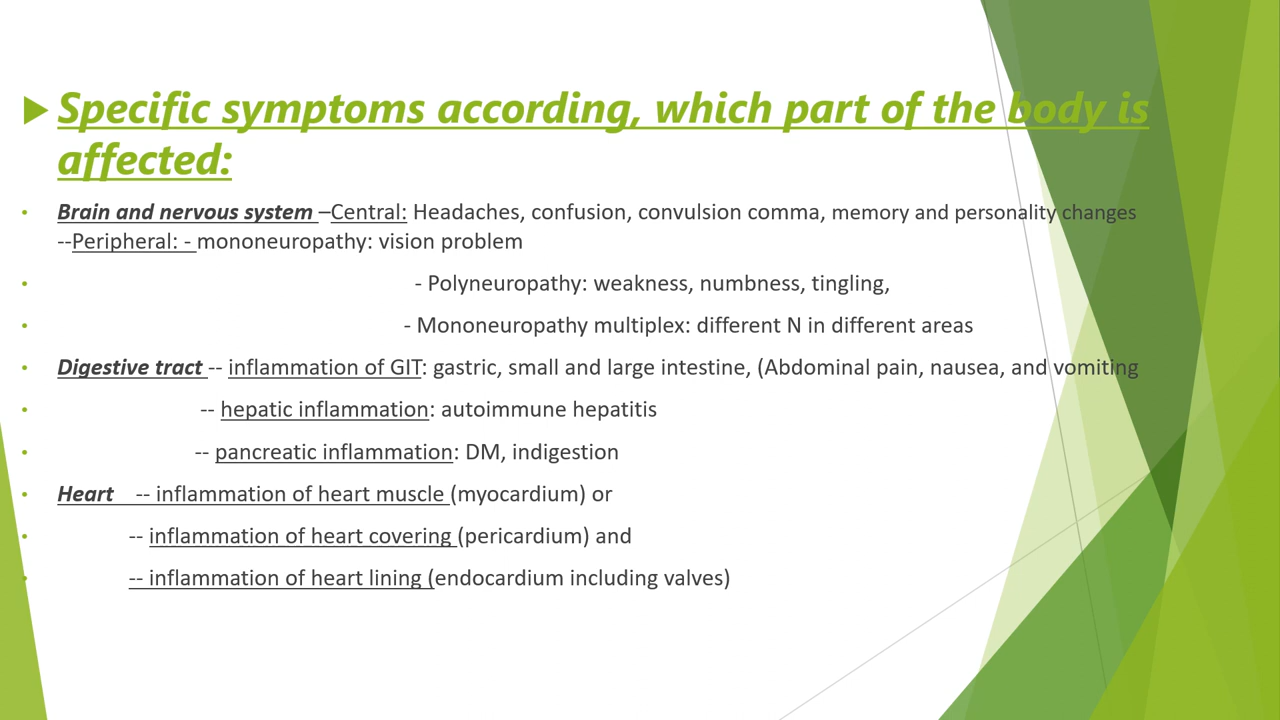 Specific symptoms according, which part of the body is
affected:
Brain and nervous system –Central: Headaches, confusion, convulsion comma, memory and personality changes
--Peripheral: - mononeuropathy: vision problem
- Polyneuropathy: weakness, numbness, tingling,
- Mononeuropathy multiplex: different N in different areas
Digestive tract -- inflammation of GIT: gastric, small and large intestine, (Abdominal pain, nausea, and vomiting
-- hepatic inflammation: autoimmune hepatitis
-- pancreatic inflammation: DM, indigestion
Heart -- inflammation of heart muscle (myocardium) or
-- inflammation of heart covering (pericardium) and
-- inflammation of heart lining (endocardium including valves)